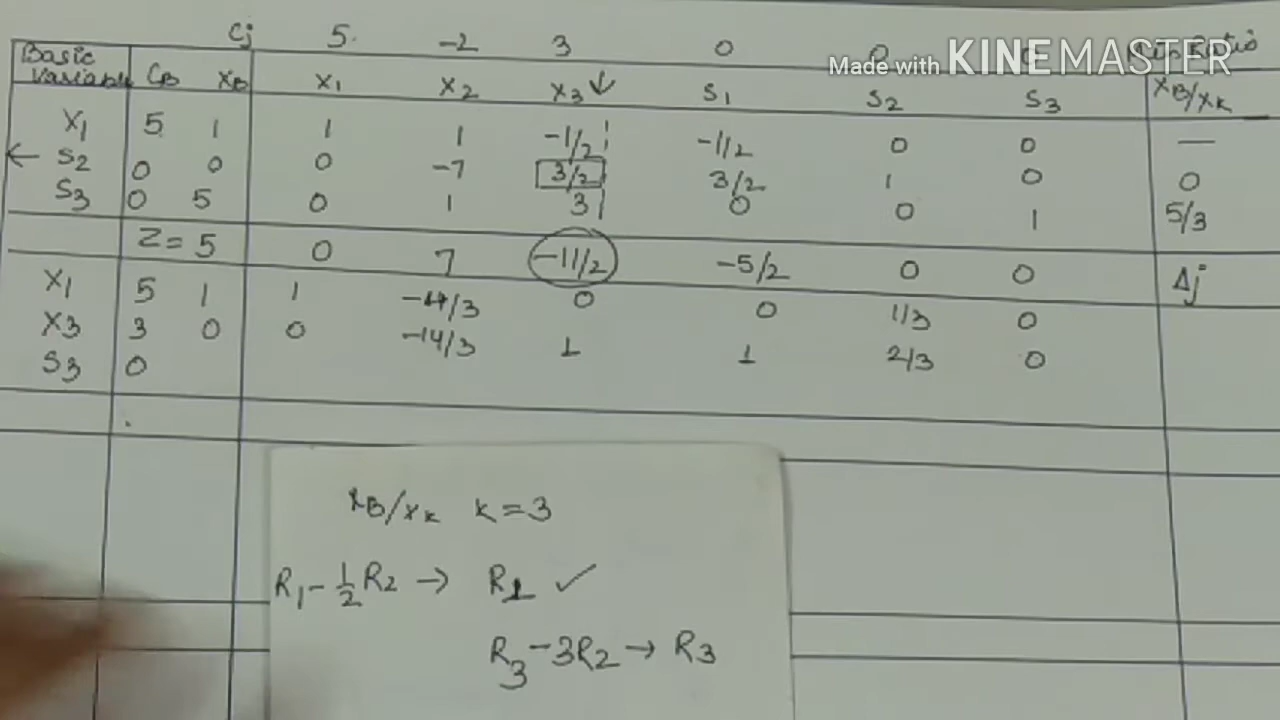 Cj 5 -2 3 0 0
Made with KINEMASTER
Basic Variable CB XB X1 X2 X3 ↓ S1 S2 S3 XB/XK
X1 5 1 1 1 -1/2 -1/2 0 0 —
← S2 0 0 0 -7 3/2 3/2 1 0 0
S3 0 5 0 1 3 0 0 1 5/3
Z = 5 0 7 -11/2 -5/2 0 0 Δj
X1 5 1 1 -4/3 0 0 1/3 0
X3 3 0 0 -14/3 1 1 2/3 0
S3 0
XB/XK K = 3
R1 - 1/2 R2 → R1 ✓
R3 - 3R2 → R3